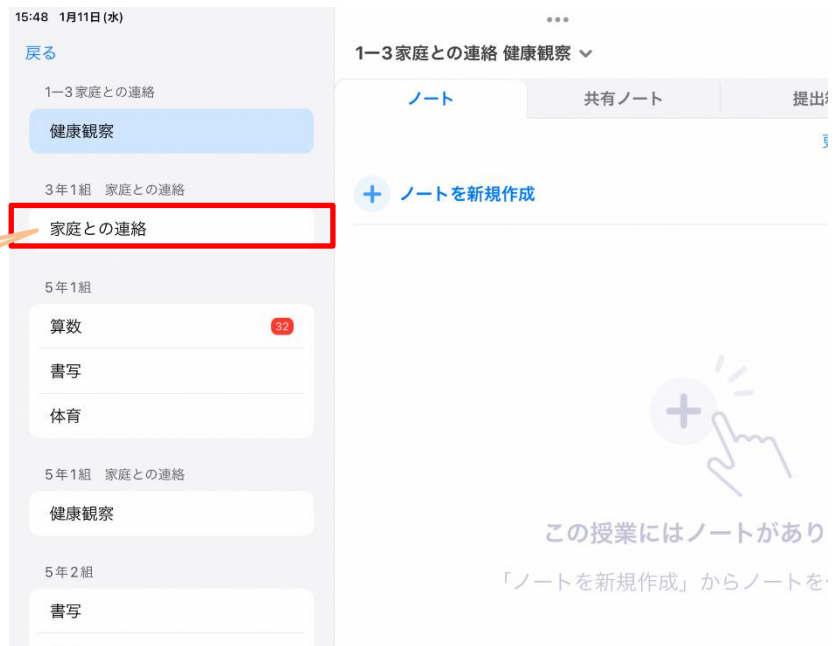 15:48 1月11日(水)
戻る
1ー3家庭との連絡
健康観察
3年1組 家庭との連絡
家庭との連絡
5年1組
算数
32
書写
体育
5年1組 家庭との連絡
健康観察
5年2組
書写
1ー3家庭との連絡 健康観察
ノート
共有ノート
提出
ノートを新規作成
この授業にはノートがあり
「ノートを新規作成」からノートを